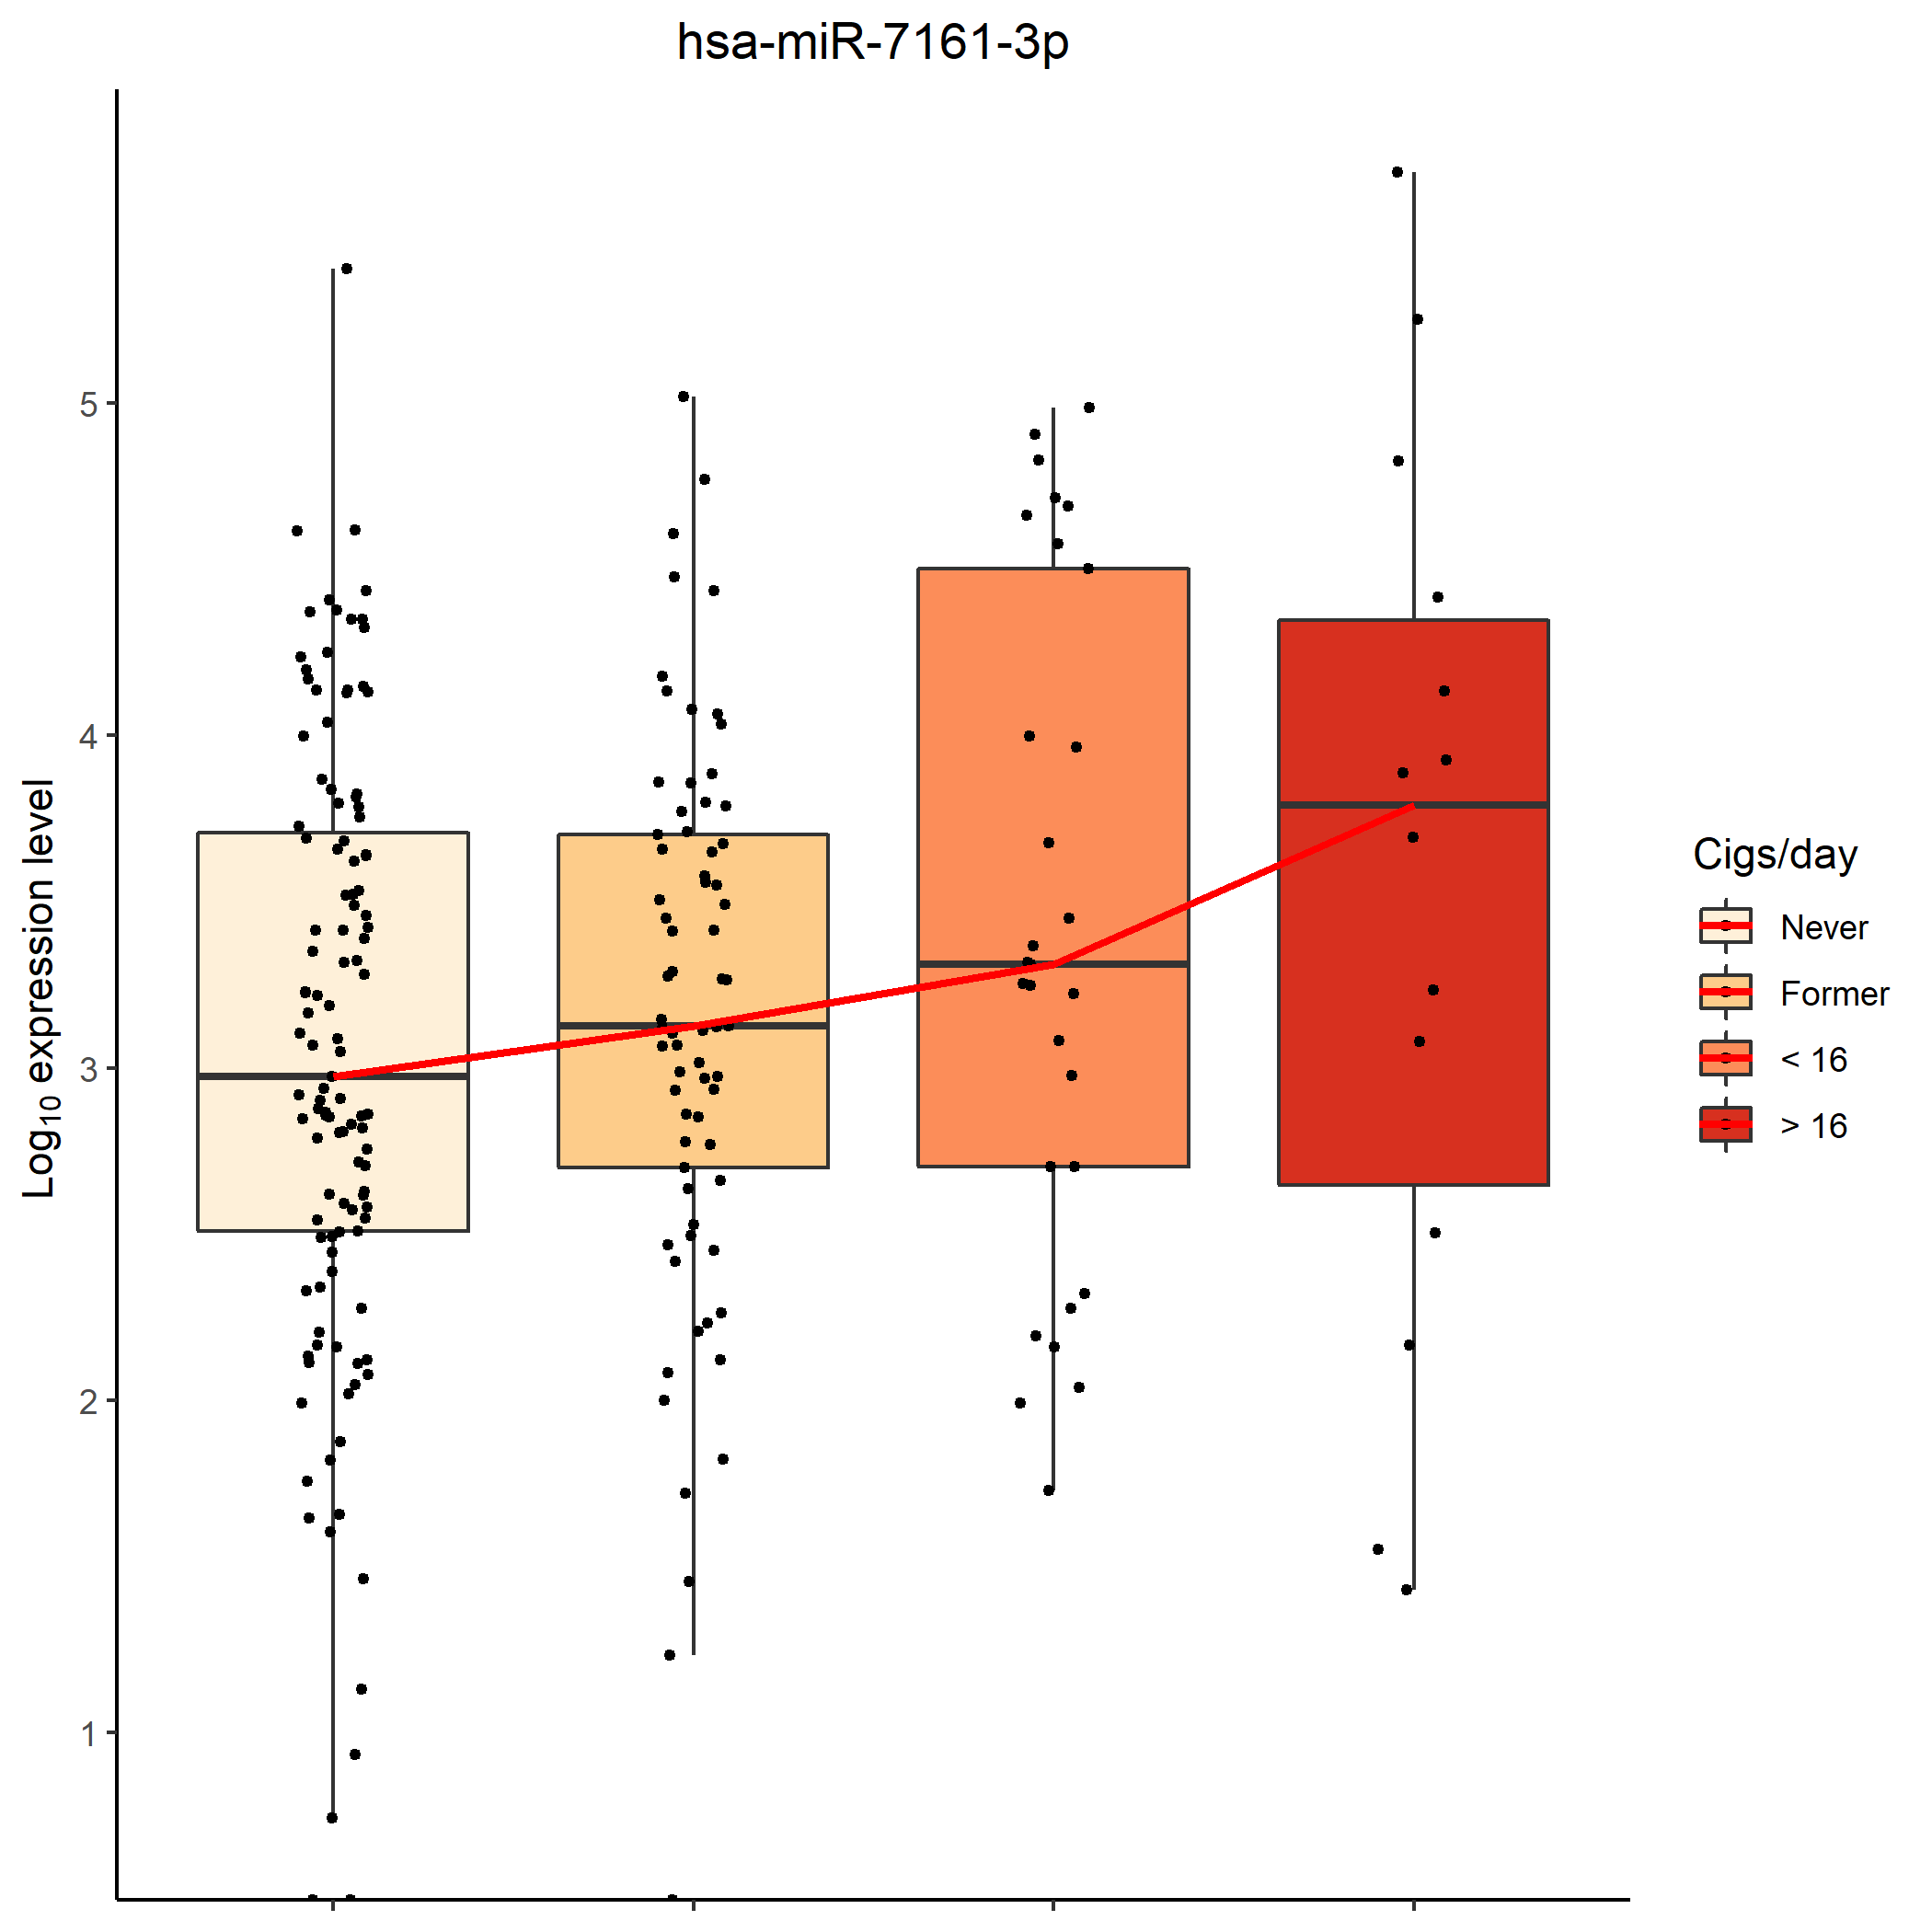 hsa-miR-7161-3p
Log10 expression level
5
4
3
2
1
Cigs/day
Never
Former
< 16
> 16